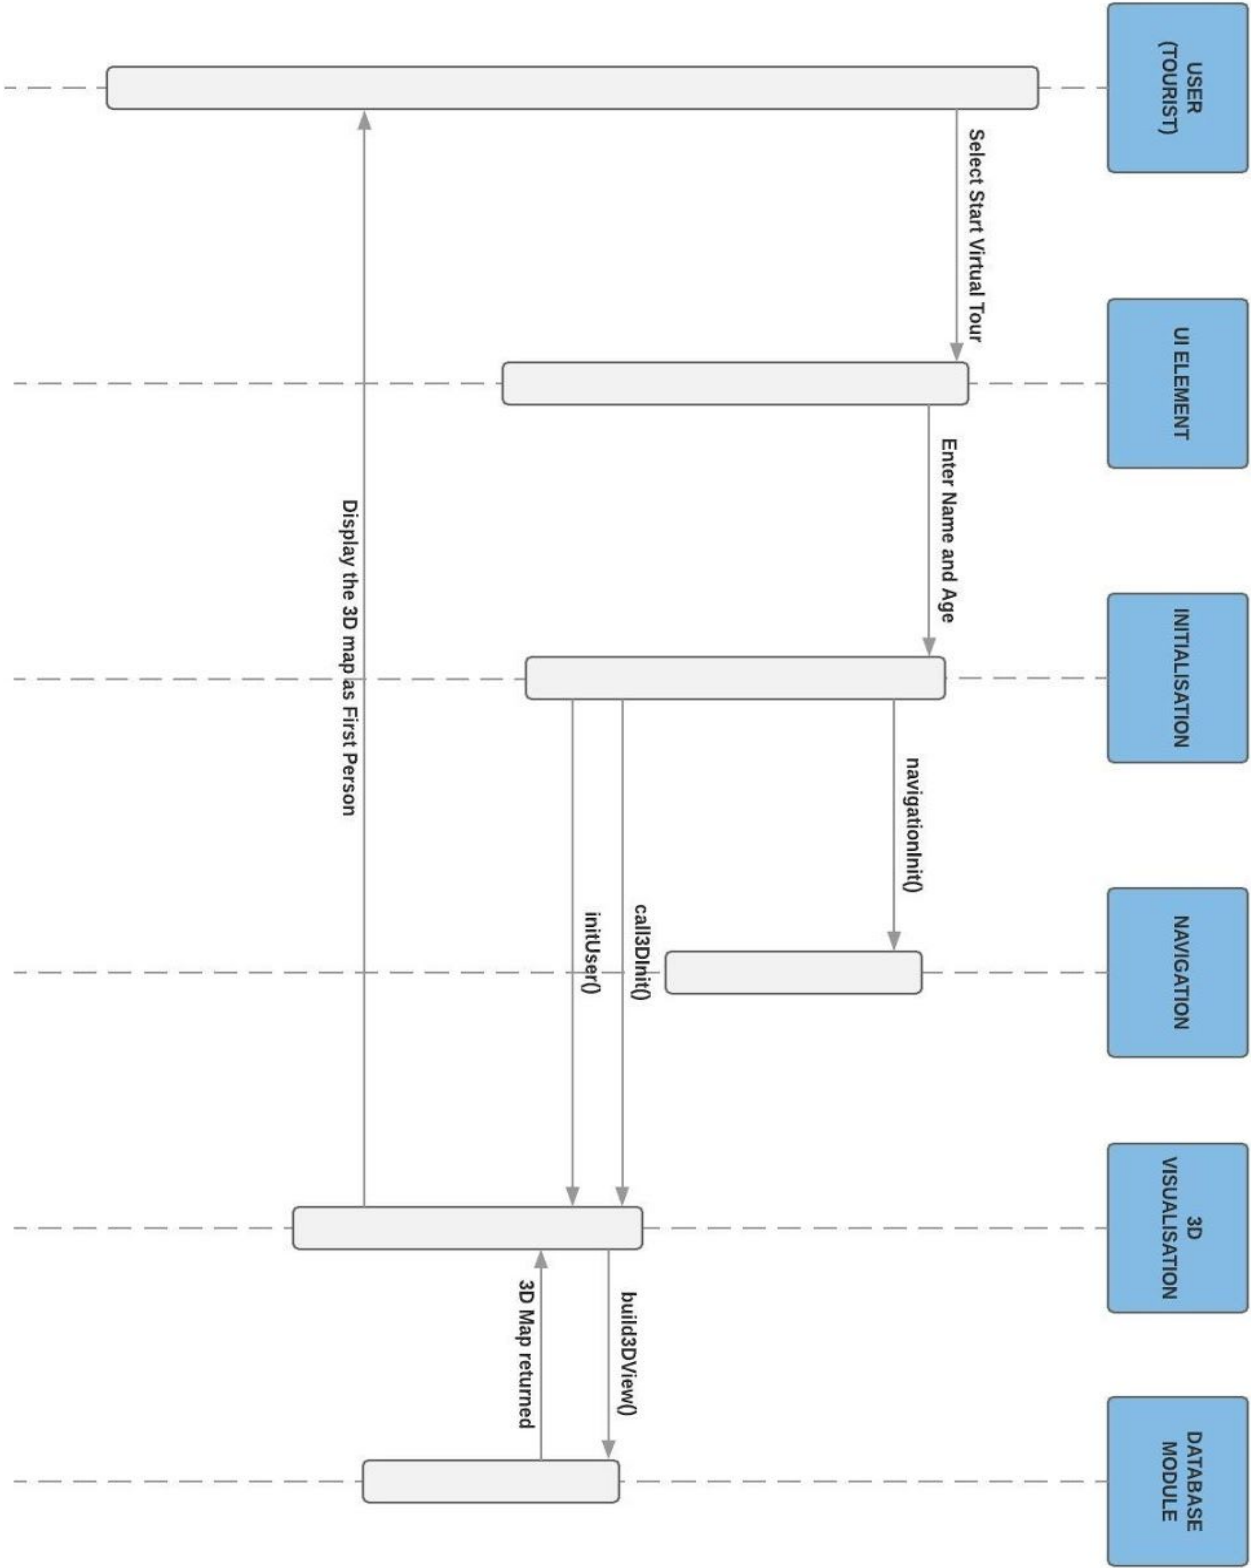 USER
(TOURIST)
UI ELEMENT
INITIALISATION
NAVIGATION
3D
VISUALISATION
DATABASE
MODULE
Select Start Virtual Tour
Enter Name and Age
navigationInit()
call3DInit()
build3DView()
initUser()
3D Map returned
Display the 3D map as First Person